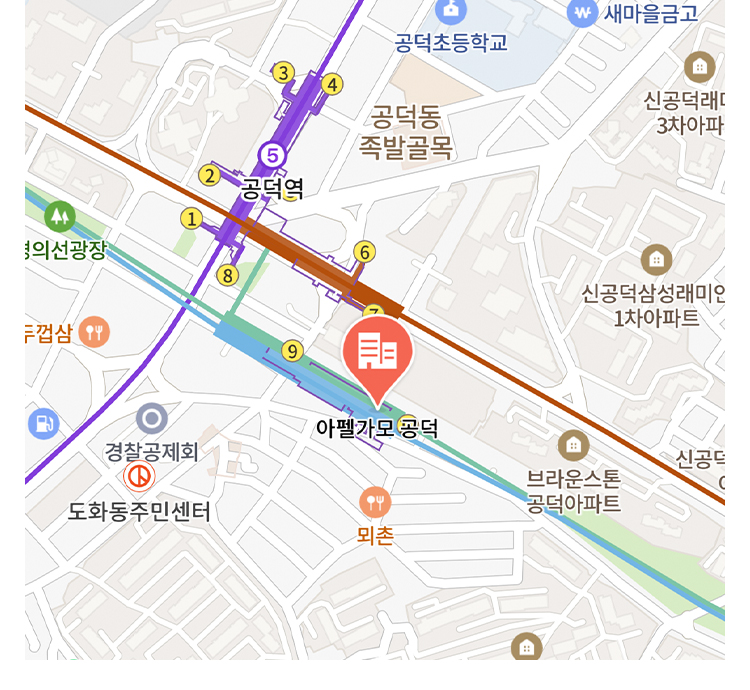 새마을금고
공덕초등학교
3
4
신공덕래미
3차아파
공덕동
족발골목
5
2
공덕역
1
의선광장
6
8
신공덕삼성래미안
1차아파트
7
두껍삼
9
아펠가모 공덕
경찰공제회
신공덕
브라운스톤
공덕아파트
도화동주민센터
뫼촌